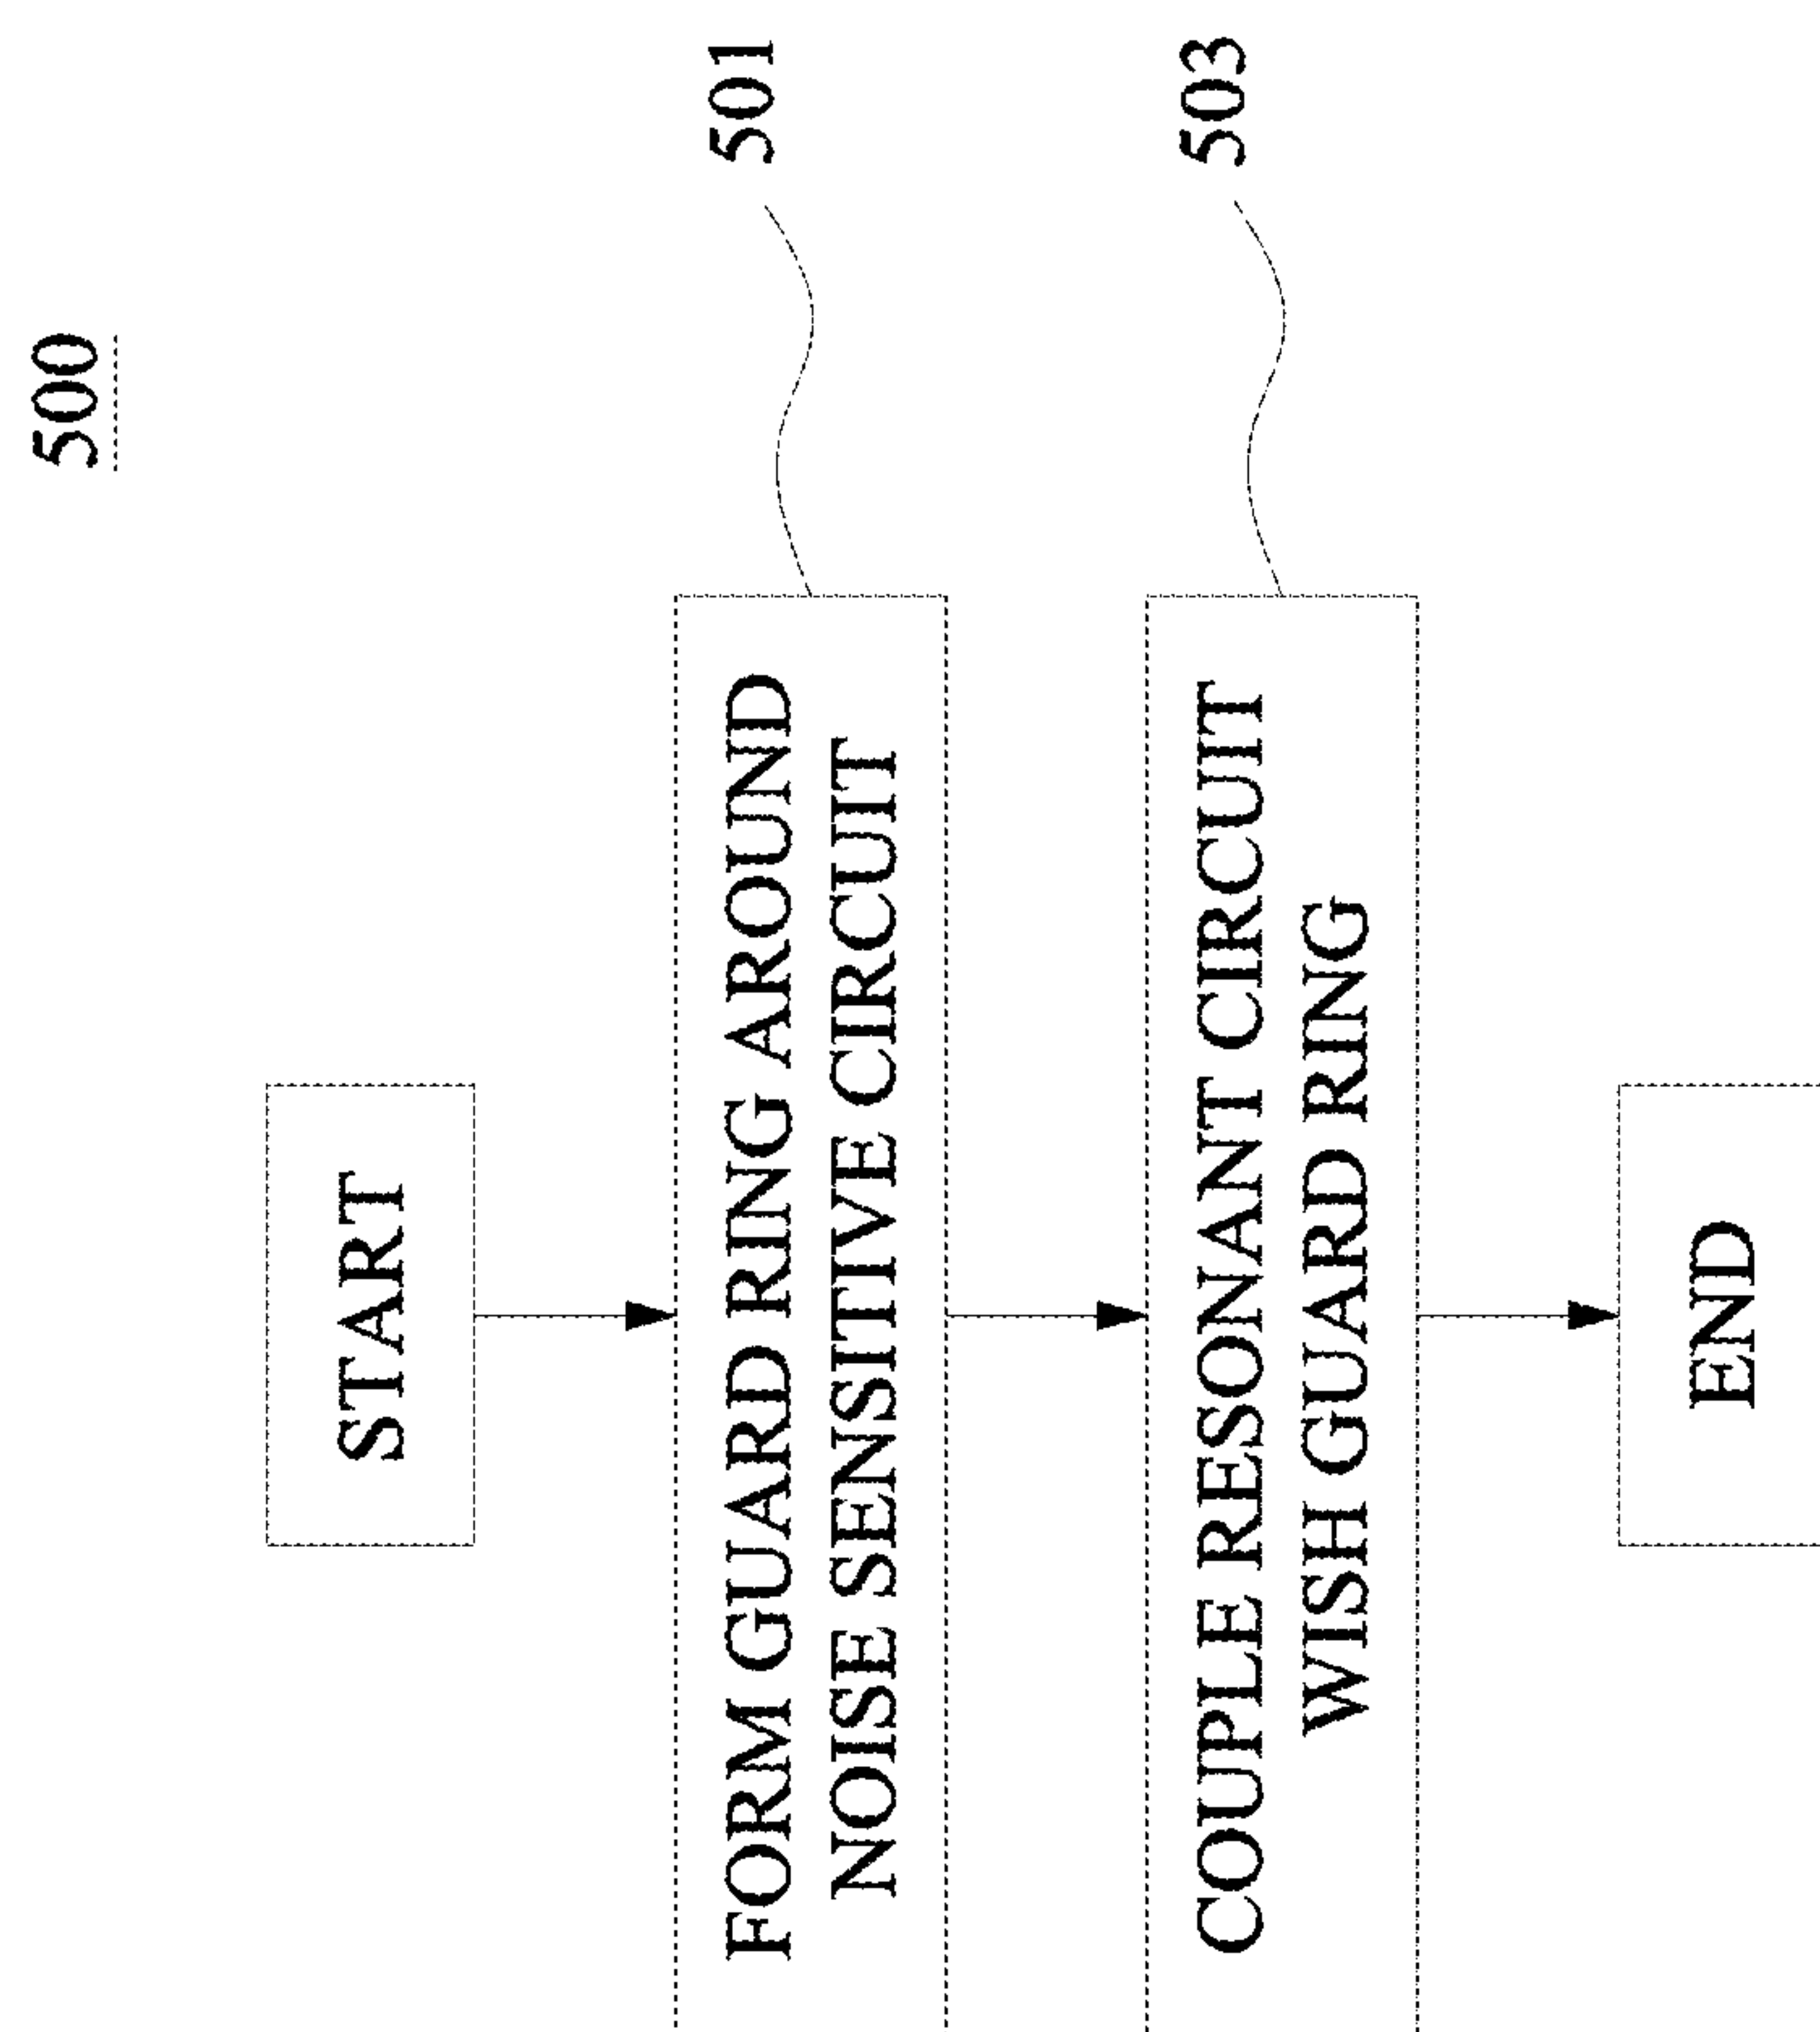 500
START
FORM GUARD RING AROUND
NOISE SENSITIVE CIRCUIT
501
COUPLE RESONANT CIRCUIT
WISH GUARD RING
503
END